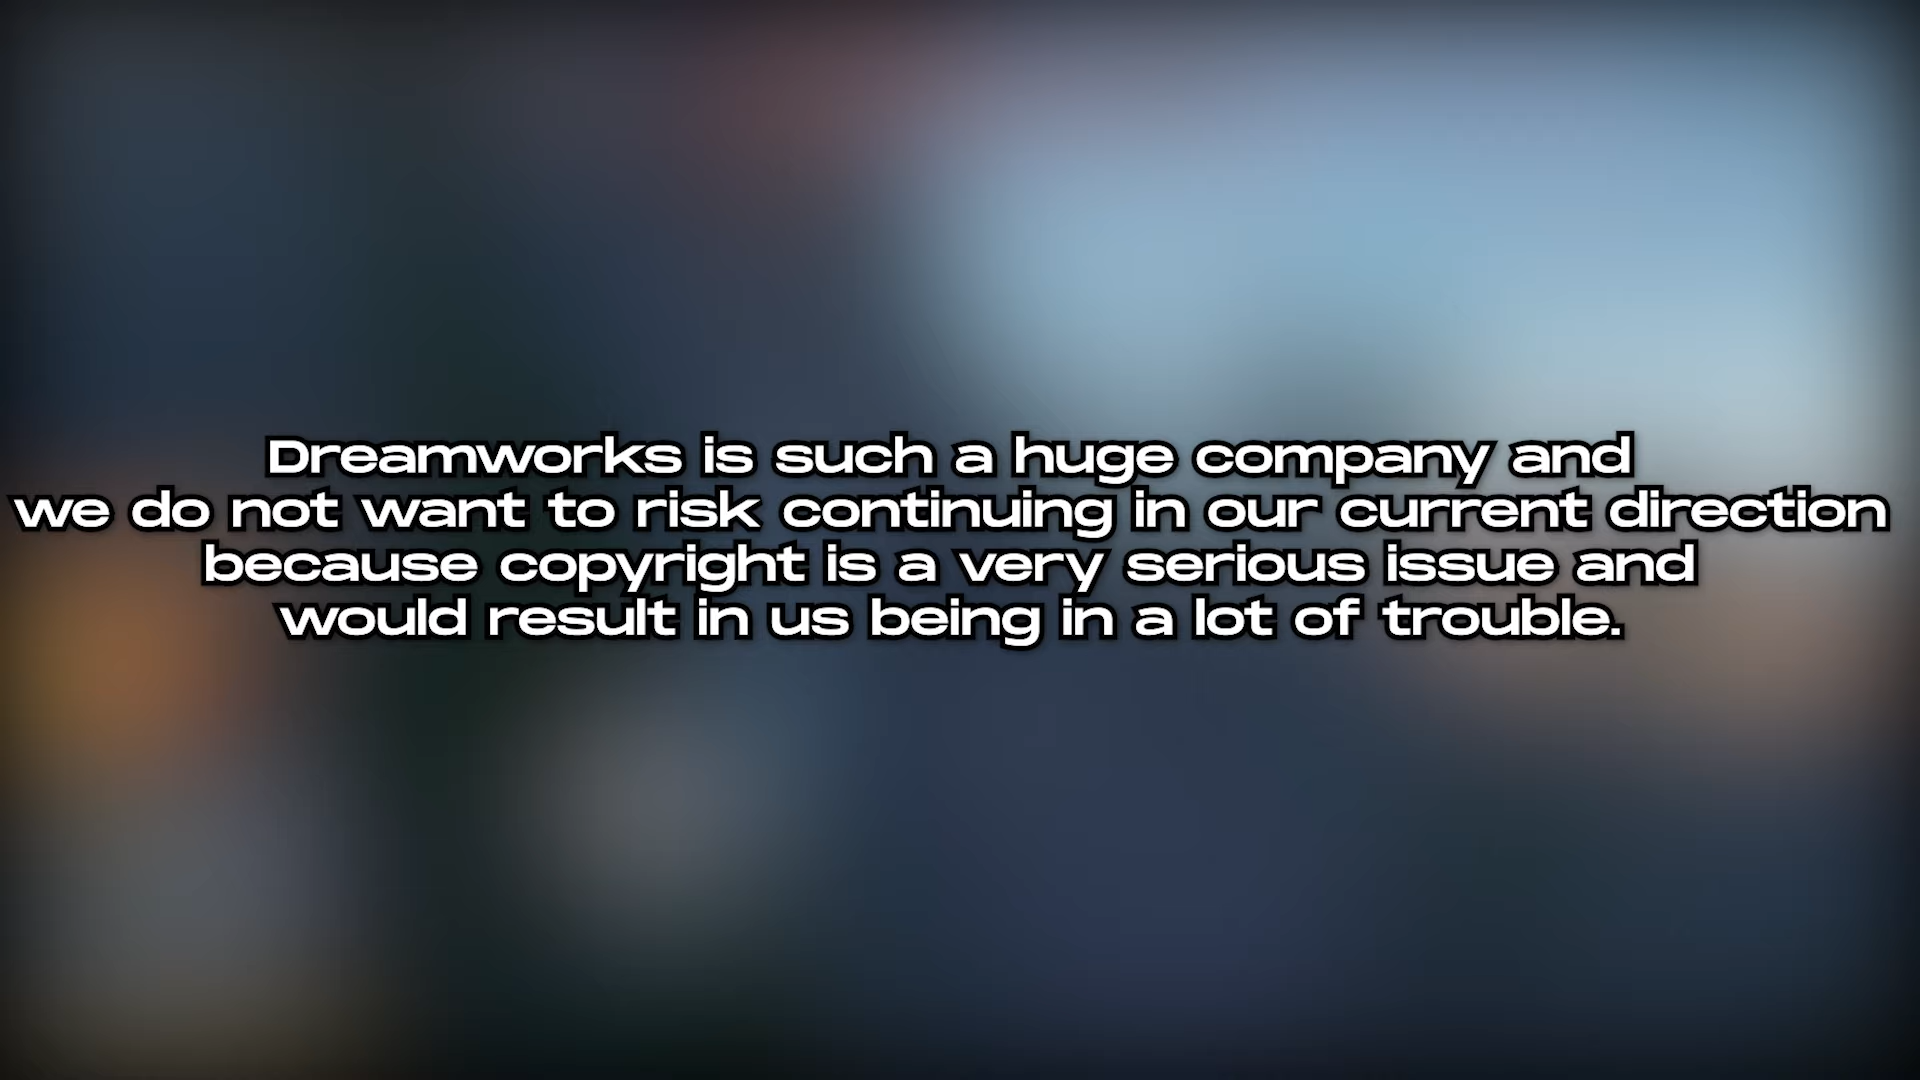 Dreamworks is such a huge company and
we do not want to risk continuing in our current direction
because copyright is a very serious issue and
would result in us being in a lot of trouble.